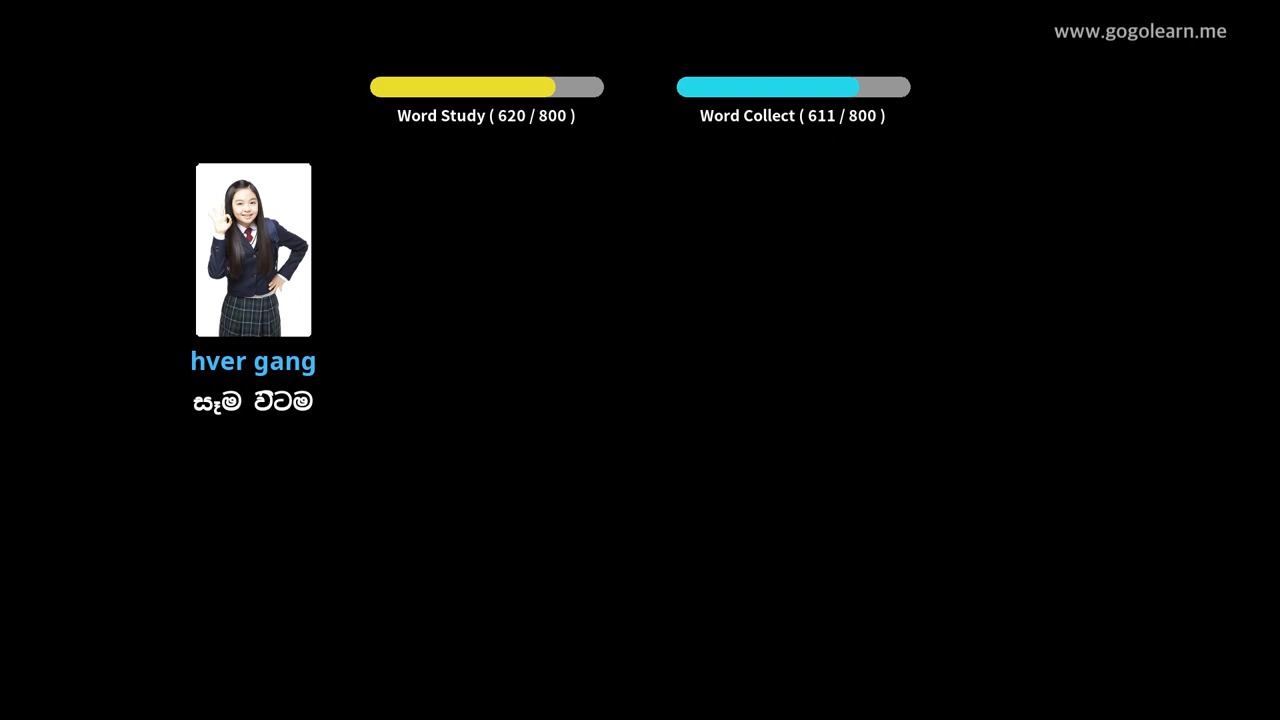 www.gogolearn.me
Word Study ( 620 / 800 )
Word Collect ( 611 / 800 )
hver gang
සෑම විටම